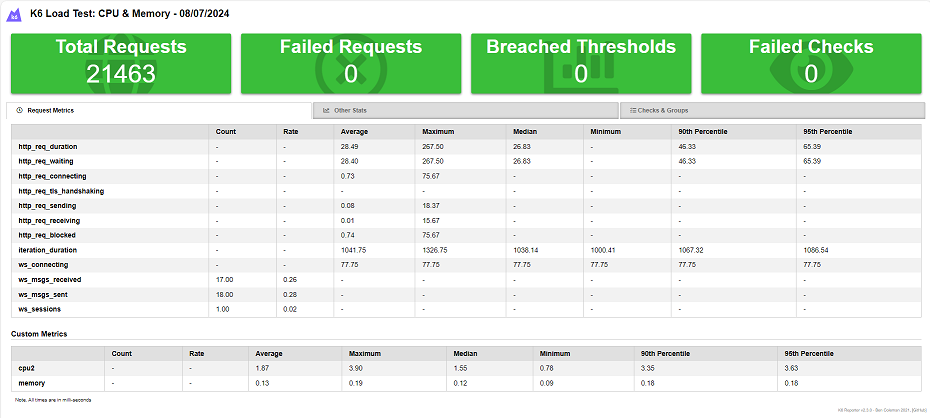 K6 Load Test: CPU & Memory - 08/07/2024
Total Requests
21463
Failed Requests
0
Breached Thresholds
0
Failed Checks
0
Request Metrics
Other Stats
Checks & Groups
Count Rate Average Maximum Median Minimum 90th Percentile 95th Percentile
http_req_duration - - 28.49 267.50 26.83 - 46.33 65.39
http_req_waiting - - 28.40 267.50 26.83 - 46.33 65.39
http_req_connecting - - 0.73 75.67 - - - -
http_req_tls_handshaking - - - - - - - -
http_req_sending - - 0.08 18.37 - - - -
http_req_receiving - - 0.01 15.67 - - - -
http_req_blocked - - 0.74 75.67 - - - -
iteration_duration - - 1041.75 1326.75 1038.14 1000.41 1067.32 1086.54
ws_connecting - - 77.75 77.75 77.75 77.75 77.75 77.75
ws_msgs_received 17.00 0.26 - - - - - -
ws_msgs_sent 18.00 0.28 - - - - - -
ws_sessions 1.00 0.02 - - - - - -
Custom Metrics
Count Rate Average Maximum Median Minimum 90th Percentile 95th Percentile
cpu2 - - 1.87 3.90 1.55 0.78 3.35 3.63
memory - - 0.13 0.19 0.12 0.09 0.18 0.18
Note. All times are in milli-seconds
K6 Reporter v2.3.0 - Ben Coleman 2021, [GitHub]